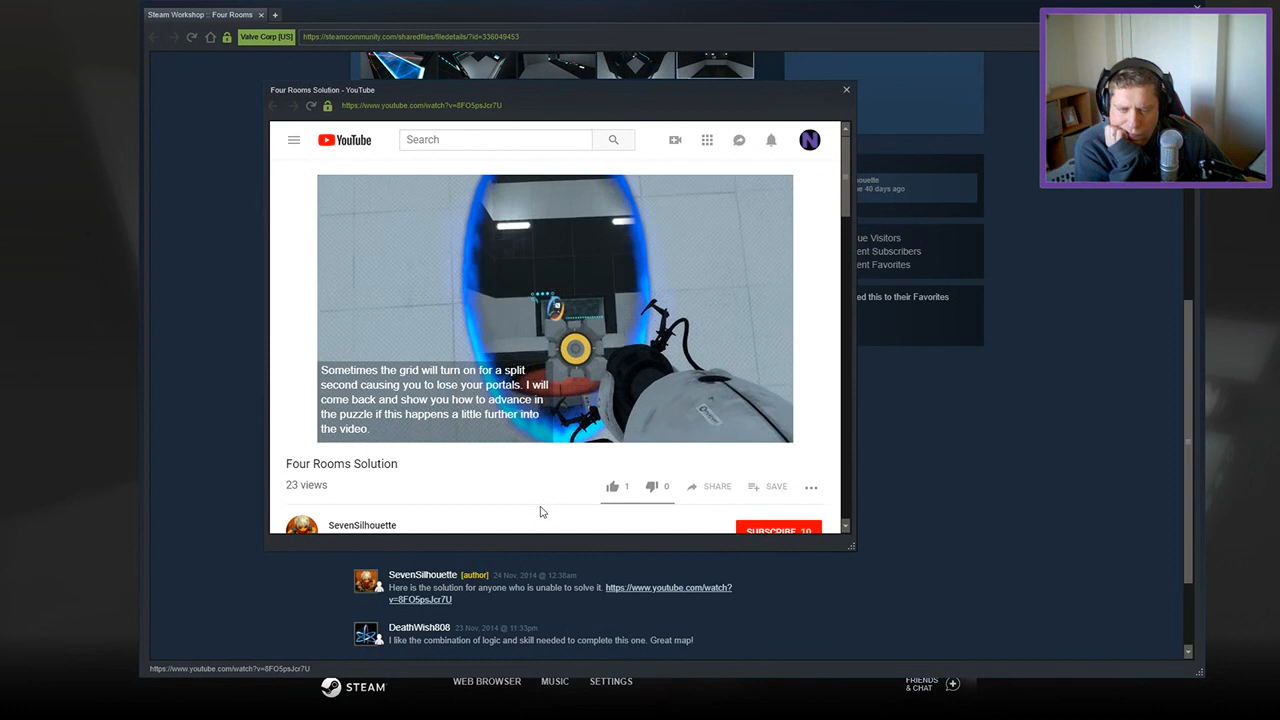 Steam Workshop :: Four Rooms
Valve Corp [US]
https://steamcommunity.com/sharedfiles/filedetails/?id=336049453
Four Rooms Solution - YouTube
https://www.youtube.com/watch?v=8FO5psJcr7U
YouTube
Search
N
Sometimes the grid will turn on for a split
second causing you to lose your portals. I will
come back and show you how to advance in
the puzzle if this happens a little further into
the video.
Four Rooms Solution
23 views
1
0
SHARE
SAVE
SevenSilhouette
SUBSCRIBE 10
houette
e 40 days ago
ue Visitors
ent Subscribers
ent Favorites
ed this to their Favorites
SevenSilhouette [author] 24 Nov, 2014 @ 12:38am
Here is the solution for anyone who is unable to solve it. https://www.youtube.com/watch?
v=8FO5psJcr7U
DeathWish808 23 Nov, 2014 @ 11:33pm
I like the combination of logic and skill needed to complete this one. Great map!
https://www.youtube.com/watch?v=8FO5psJcr7U
STEAM
WEB BROWSER
MUSIC
SETTINGS
FRIENDS
& CHAT